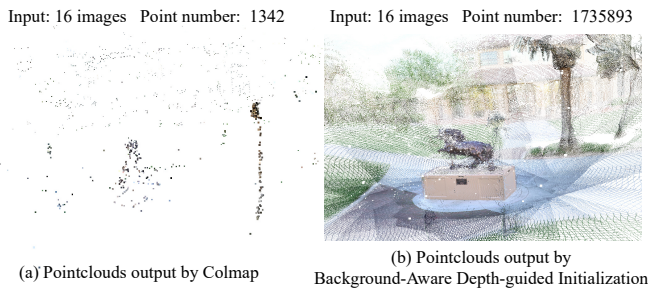 Input: 16 images Point number: 1342
Input: 16 images Point number: 1735893
(a) Pointclouds output by Colmap
(b) Pointclouds output by
Background-Aware Depth-guided Initialization